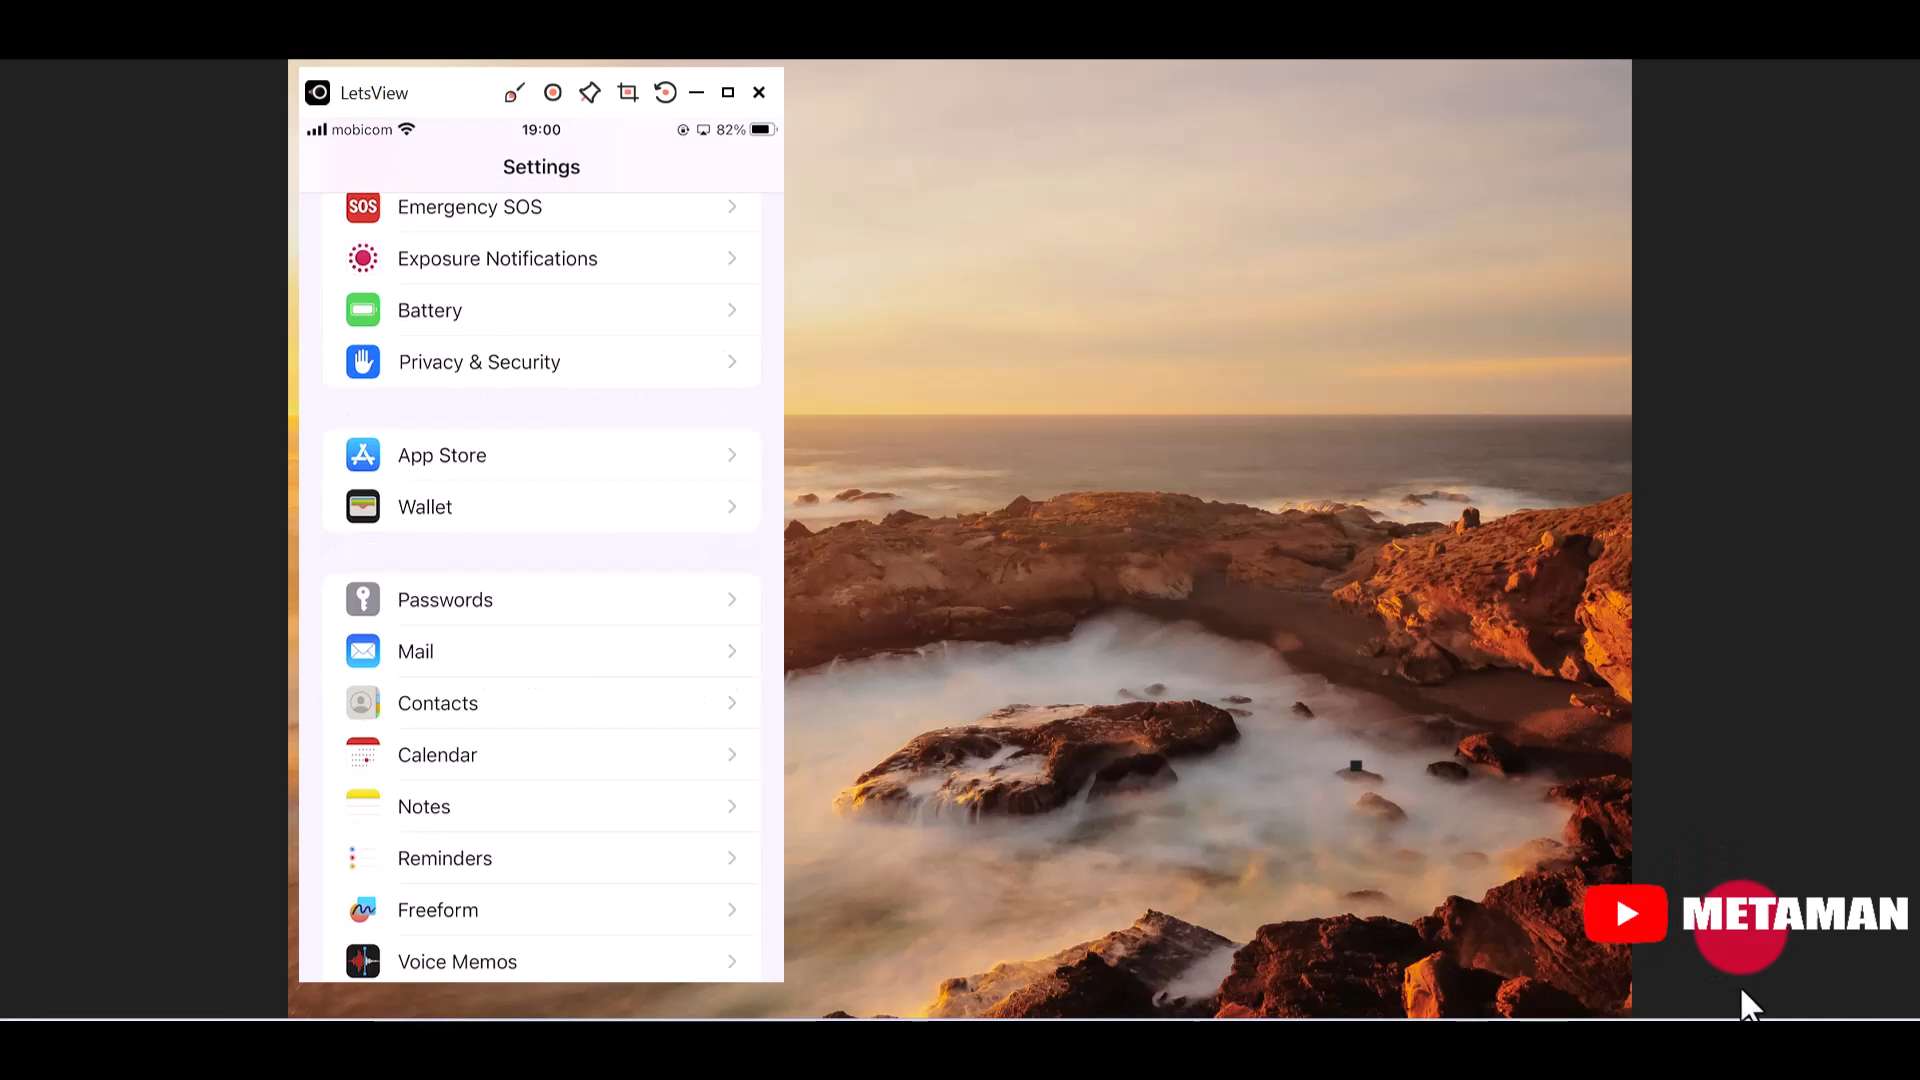 LetsView
mobicom 19:00 82%
Settings
SOS Emergency SOS
Exposure Notifications
Battery
Privacy & Security
App Store
Wallet
Passwords
Mail
Contacts
Calendar
Notes
Reminders
Freeform
Voice Memos
METAMAN